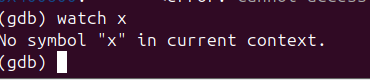 (gdb) watch x
No symbol "x" in current context.
(gdb)